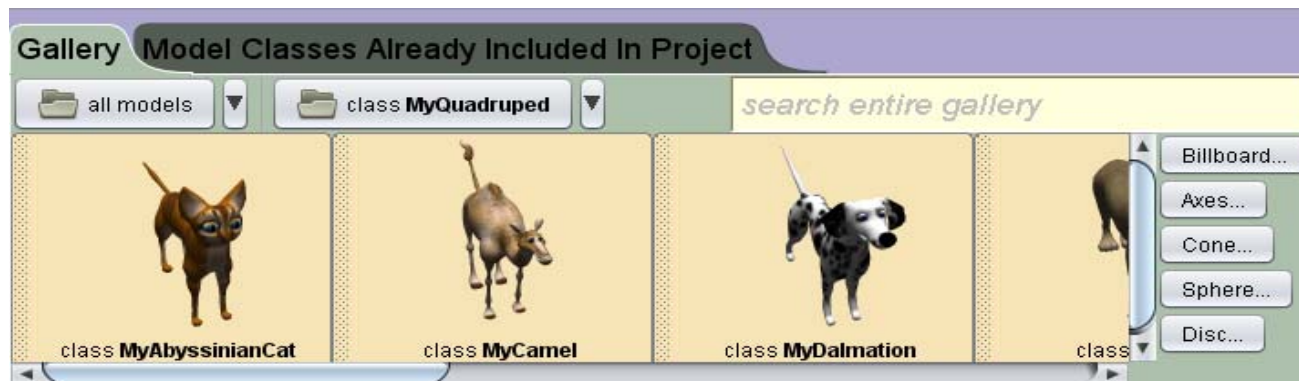 Gallery Model Classes Already Included In Project
all models class MyQuadruped search entire gallery
Billboard...
Axes...
Cone...
Sphere...
Disc...
class MyAbyssinianCat class MyCamel class MyDalmation class